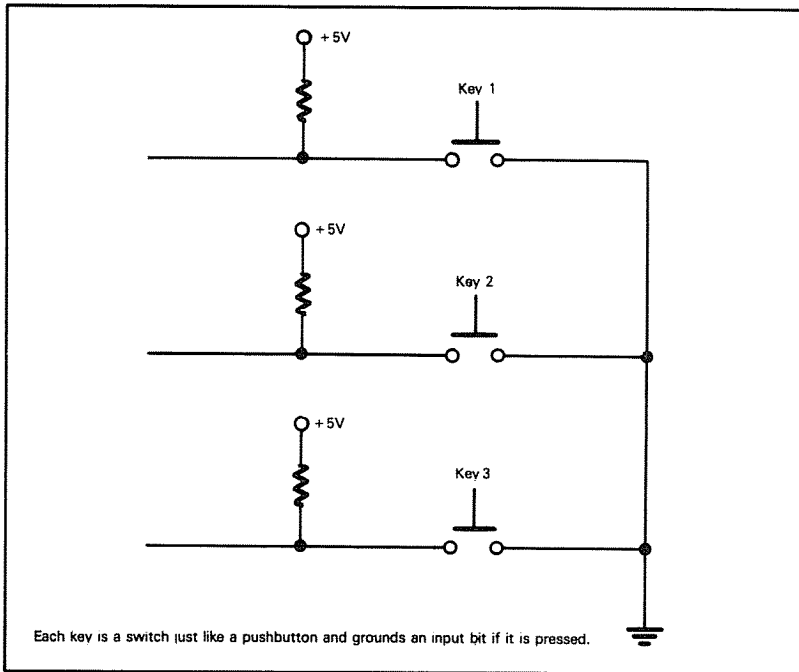 +5V
Key 1
+5V
Key 2
+5V
Key 3
Each key is a switch just like a pushbutton and grounds an input bit if it is pressed.